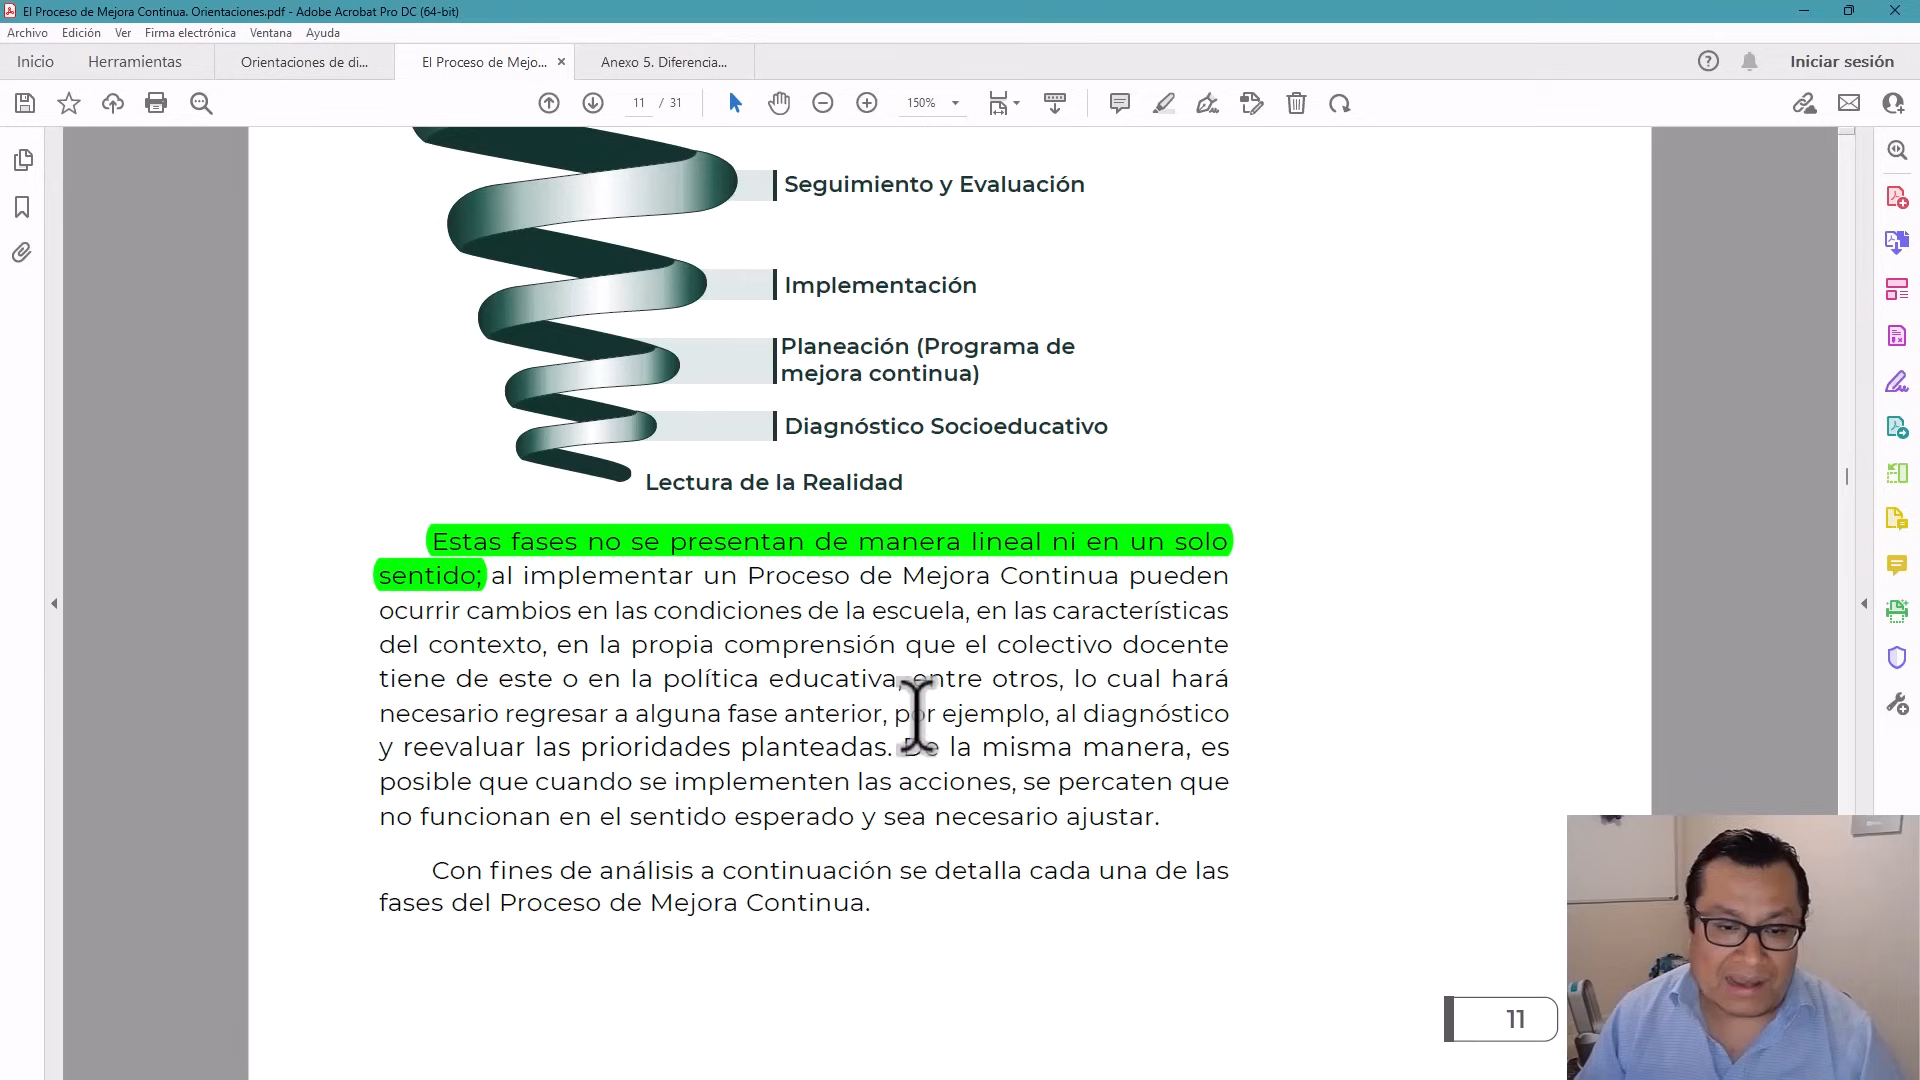 El Proceso de Mejora Continua. Orientaciones.pdf - Adobe Acrobat Pro DC (64-bit)
Archivo Edición Ver Firma electrónica Ventana Ayuda
Inicio Herramientas Orientaciones de di... El Proceso de Mejo... × Anexo 5. Diferencia... Iniciar sesión
11 / 31 150%
Seguimiento y Evaluación
Implementación
Planeación (Programa de
mejora continua)
Diagnóstico Socioeducativo
Lectura de la Realidad
Estas fases no se presentan de manera lineal ni en un solo
sentido; al implementar un Proceso de Mejora Continua pueden
ocurrir cambios en las condiciones de la escuela, en las características
del contexto, en la propia comprensión que el colectivo docente
tiene de este o en la política educativa, entre otros, lo cual hará
necesario regresar a alguna fase anterior, por ejemplo, al diagnóstico
y reevaluar las prioridades planteadas. De la misma manera, es
posible que cuando se implementen las acciones, se percaten que
no funcionan en el sentido esperado y sea necesario ajustar.
Con fines de análisis a continuación se detalla cada una de las
fases del Proceso de Mejora Continua.
11